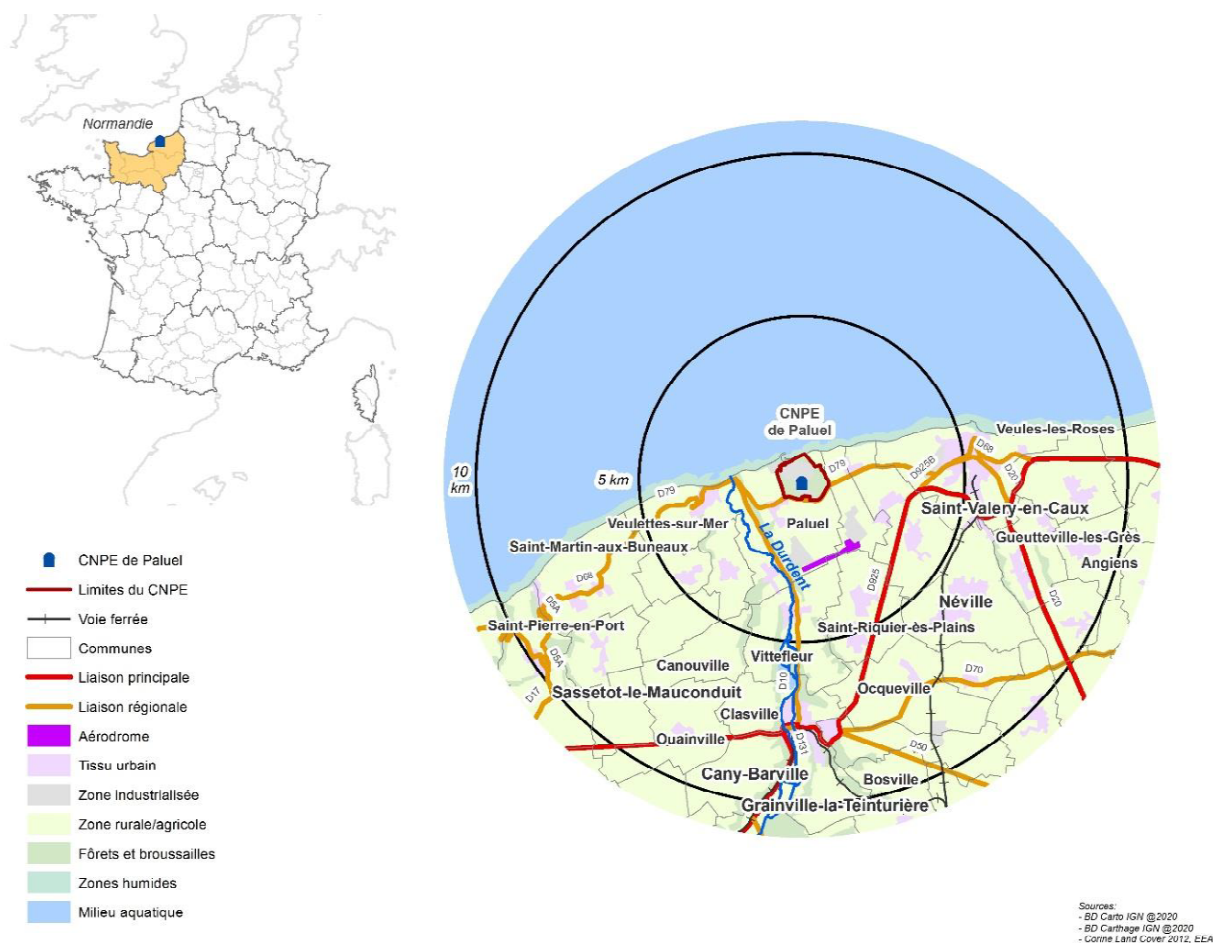 Normandie
CNPE
de Paluel
10
km
5 km
Veules-les-Roses
D68
D79
D925B
D20
D79
Saint-Valery-en-Caux
Veulettes-sur-Mer
Paluel
La Durdent
Gueutteville-les-Grès
Saint-Martin-aux-Buneaux
Angiens
D68
D925
D20
Néville
D5A
Saint-Pierre-en-Port
Saint-Riquier-ès-Plains
D5A
Canouville
Vittefleur
D70
D17
Sassetot-le-Mauconduit
D10
Ocqueville
Clasville
Ouainville
D131
D50
Cany-Barville
Bosville
Grainville-la-Teinturière
CNPE de Paluel
Limites du CNPE
Voie ferrée
Communes
Liaison principale
Liaison régionale
Aérodrome
Tissu urbain
Zone industrialisée
Zone rurale/agricole
Fôrets et broussailles
Zones humides
Milieu aquatique
Sources:
- BD Carto IGN @2020
- BD Carthage IGN @2020
- Corine Land Cover 2012, EEA